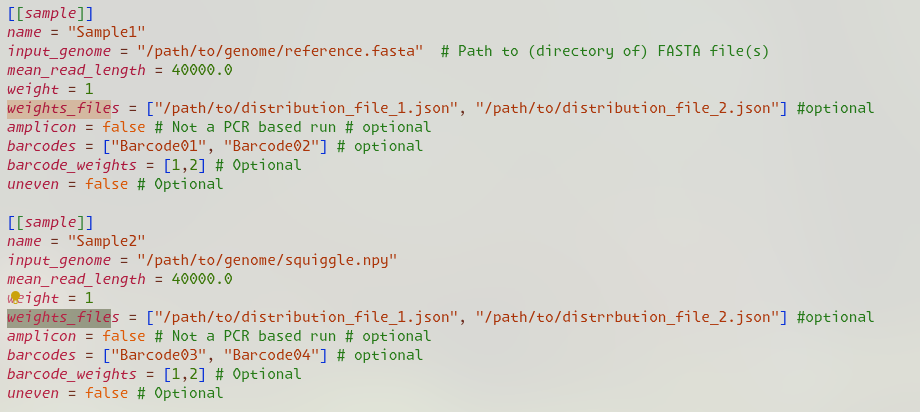 [[sample]]
name = "Sample1"
input_genome = "/path/to/genome/reference.fasta"  # Path to (directory of) FASTA file(s)
mean_read_length = 40000.0
weight = 1
weights_files = ["/path/to/distribution_file_1.json", "/path/to/distribution_file_2.json"] #optional
amplicon = false # Not a PCR based run # optional
barcodes = ["Barcode01", "Barcode02"] # optional
barcode_weights = [1,2] # Optional
uneven = false # Optional

[[sample]]
name = "Sample2"
input_genome = "/path/to/genome/squiggle.npy"
mean_read_length = 40000.0
weight = 1
weights_files = ["/path/to/distribution_file_1.json", "/path/to/distrrbution_file_2.json"] #optional
amplicon = false # Not a PCR based run # optional
barcodes = ["Barcode03", "Barcode04"] # optional
barcode_weights = [1,2] # Optional
uneven = false # Optional